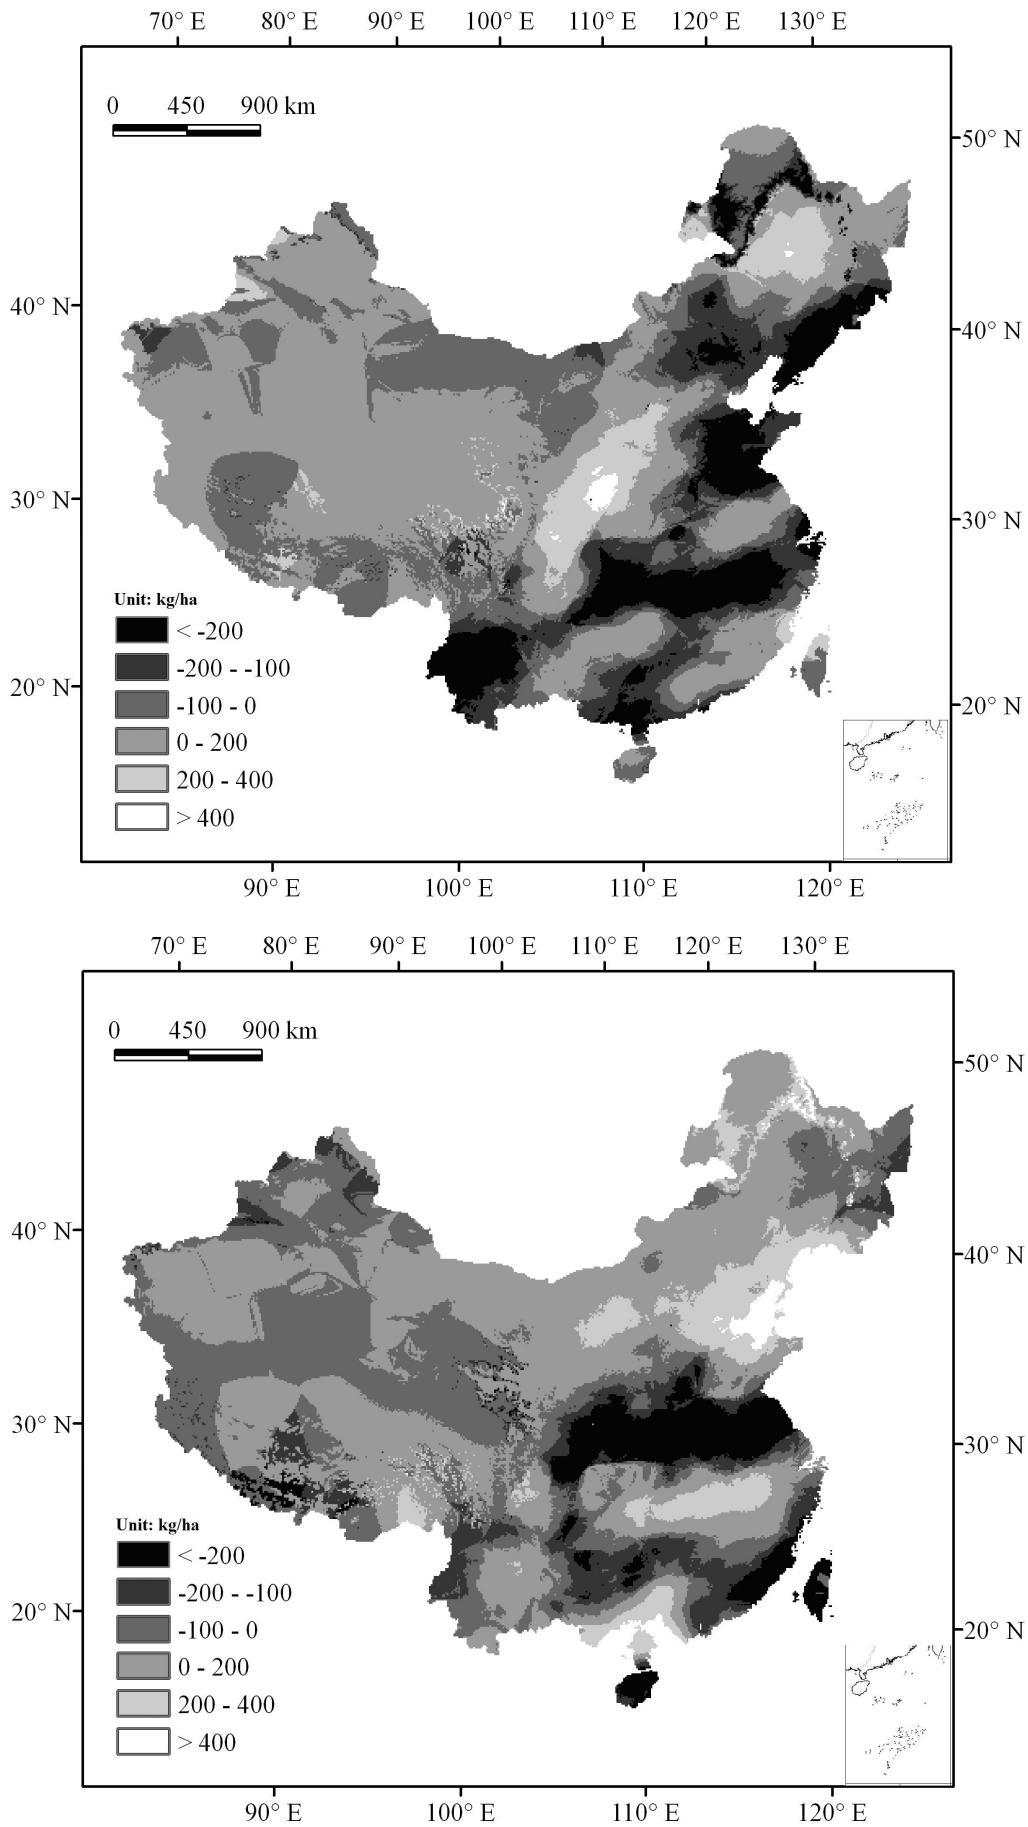 70° E 80° E 90° E 100° E 110° E 120° E 130° E
0 450 900 km
50° N
40° N
40° N
30° N
30° N
20° N
20° N
Unit: kg/ha
< -200
-200 - -100
-100 - 0
0 - 200
200 - 400
> 400
90° E 100° E 110° E 120° E
70° E 80° E 90° E 100° E 110° E 120° E 130° E
0 450 900 km
50° N
40° N
40° N
30° N
30° N
20° N
20° N
Unit: kg/ha
< -200
-200 - -100
-100 - 0
0 - 200
200 - 400
> 400
90° E 100° E 110° E 120° E